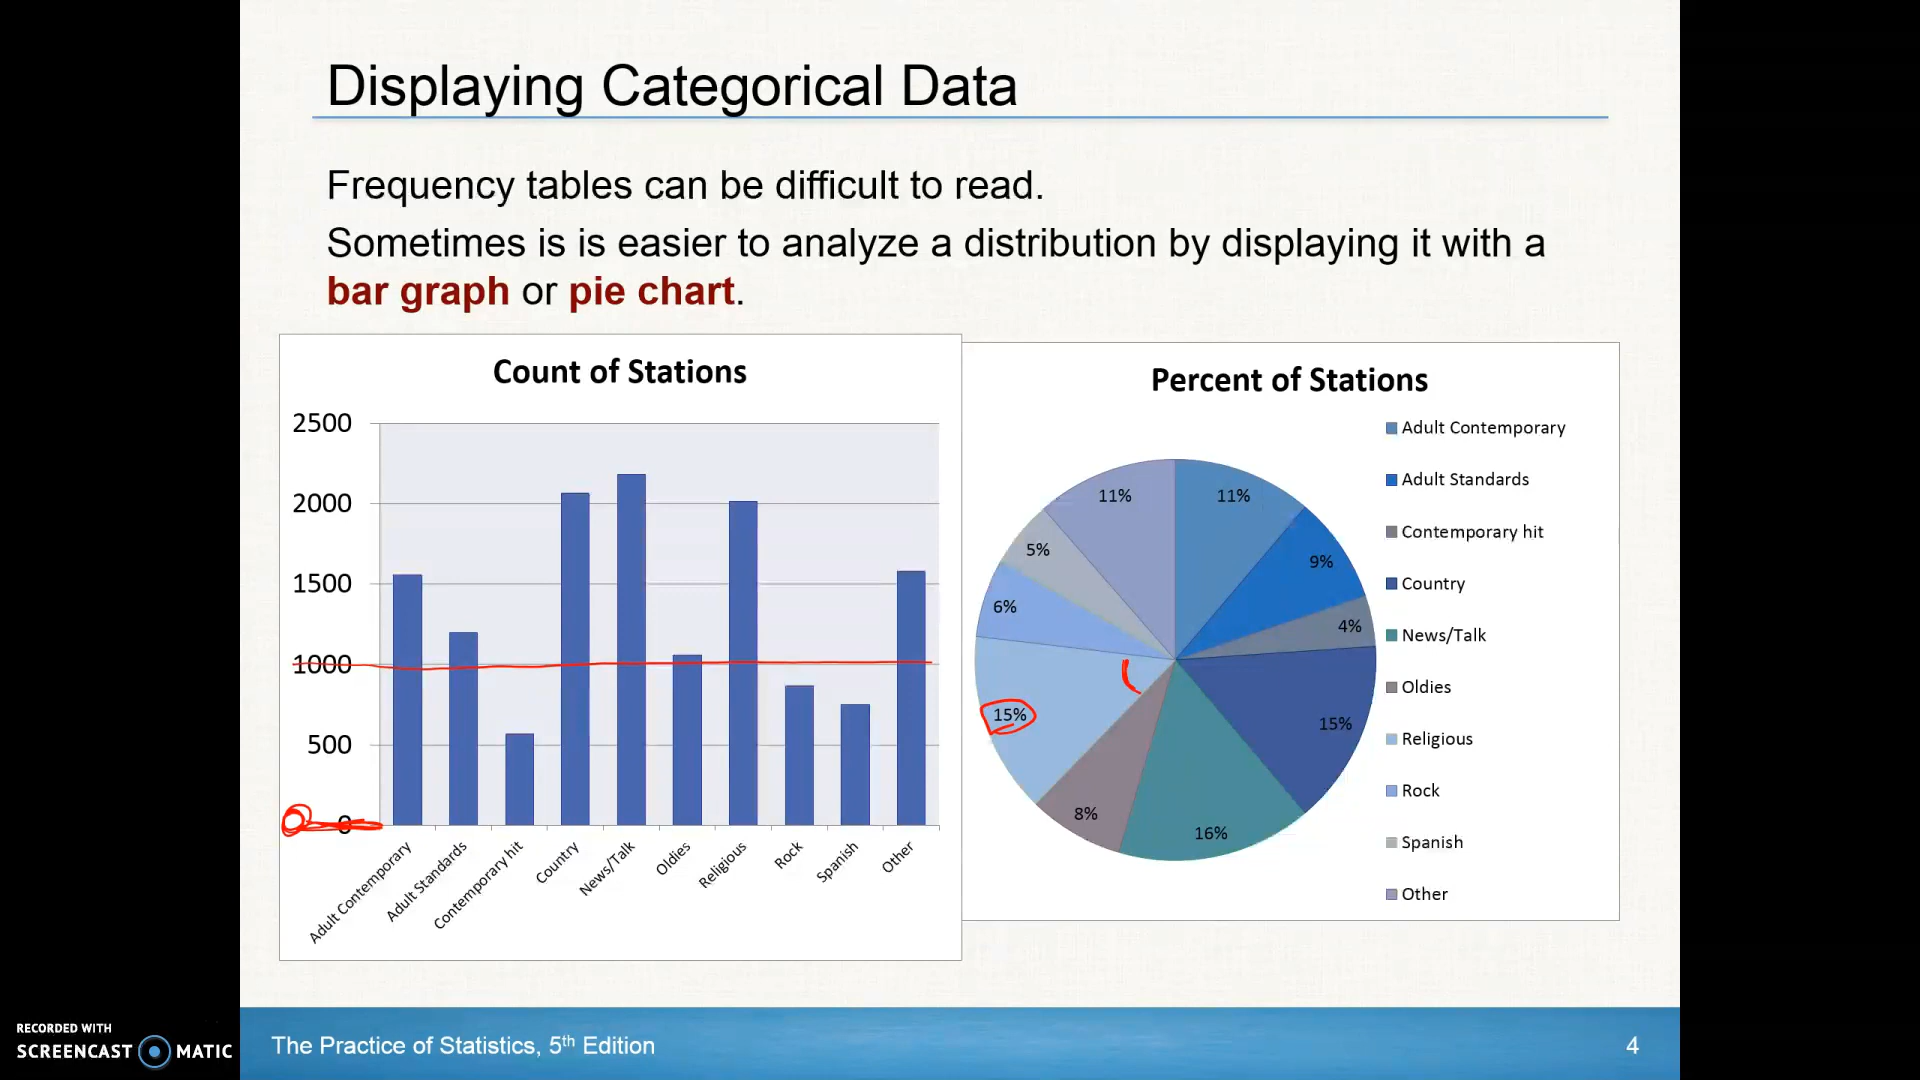 Displaying Categorical Data
Frequency tables can be difficult to read.
Sometimes is is easier to analyze a distribution by displaying it with a
bar graph or pie chart.
Count of Stations
2500
2000
1500
1000
500
0
Adult Contemporary
Adult Standards
Contemporary hit
Country
News/Talk
Oldies
Religious
Rock
Spanish
Other
Percent of Stations
11%
9%
4%
15%
16%
8%
15%
6%
5%
11%
Adult Contemporary
Adult Standards
Contemporary hit
Country
News/Talk
Oldies
Religious
Rock
Spanish
Other
RECORDED WITH
SCREENCAST MATIC
The Practice of Statistics, 5th Edition
4